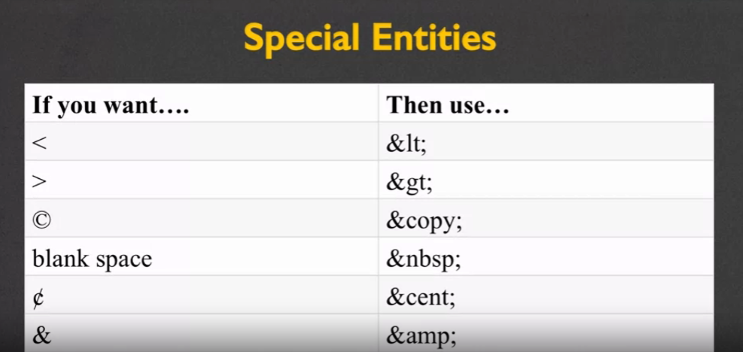 Special Entities
If you want.... Then use...
< &lt;
> &gt;
© &copy;
blank space &nbsp;
¢ &cent;
& &amp;